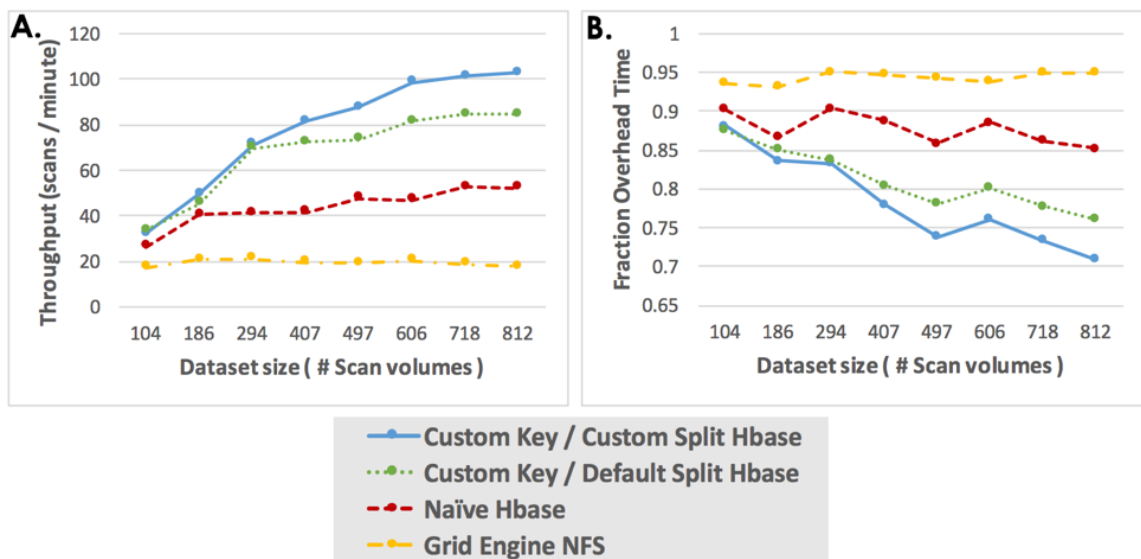 A.
Throughput (scans / minute)
120
100
80
60
40
20
0
104 186 294 407 497 606 718 812
Dataset size ( # Scan volumes )
B.
Fraction Overhead Time
1
0.95
0.9
0.85
0.8
0.75
0.7
0.65
104 186 294 407 497 606 718 812
Dataset size ( # Scan volumes )
Custom Key / Custom Split Hbase
Custom Key / Default Split Hbase
Naïve Hbase
Grid Engine NFS